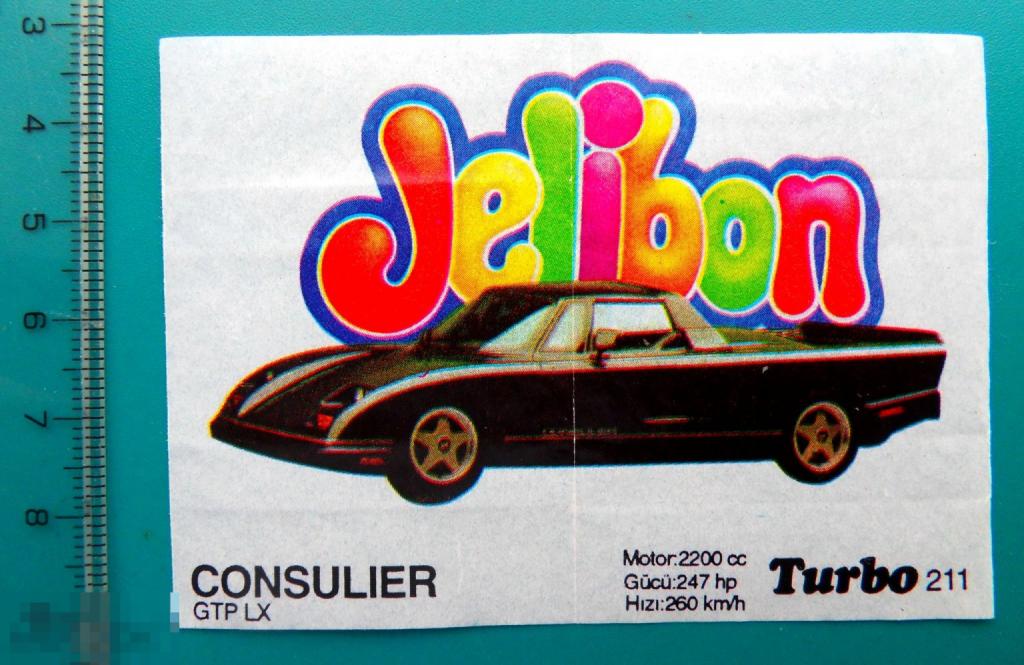 3
4
5
6
7
8
Jelibon
CONSULIER
CONSULIER
GTP LX
Motor:2200 cc
Gücü:247 hp
Hızı:260 km/h
Turbo 211